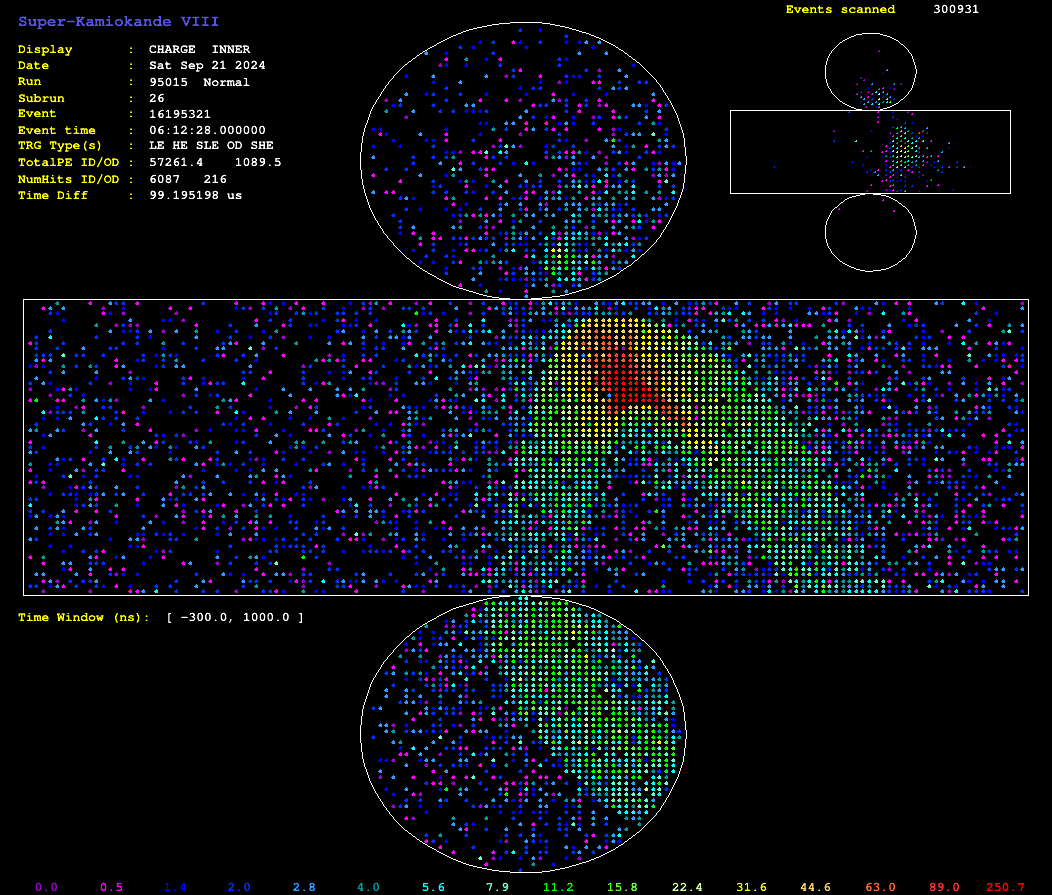 Super-Kamiokande VIII
Events scanned 300931
Display : CHARGE INNER
Date : Sat Sep 21 2024
Run : 95015 Normal
Subrun : 26
Event : 16195321
Event time : 06:12:28.000000
TRG Type(s) : LE HE SLE OD SHE
TotalPE ID/OD : 57261.4 1089.5
NumHits ID/OD : 6087 216
Time Diff : 99.195198 us
Time Window (ns): [ -300.0, 1000.0 ]
0.0 0.5 1.4 2.0 2.8 4.0 5.6 7.9 11.2 15.8 22.4 31.6 44.6 63.0 89.0 250.7